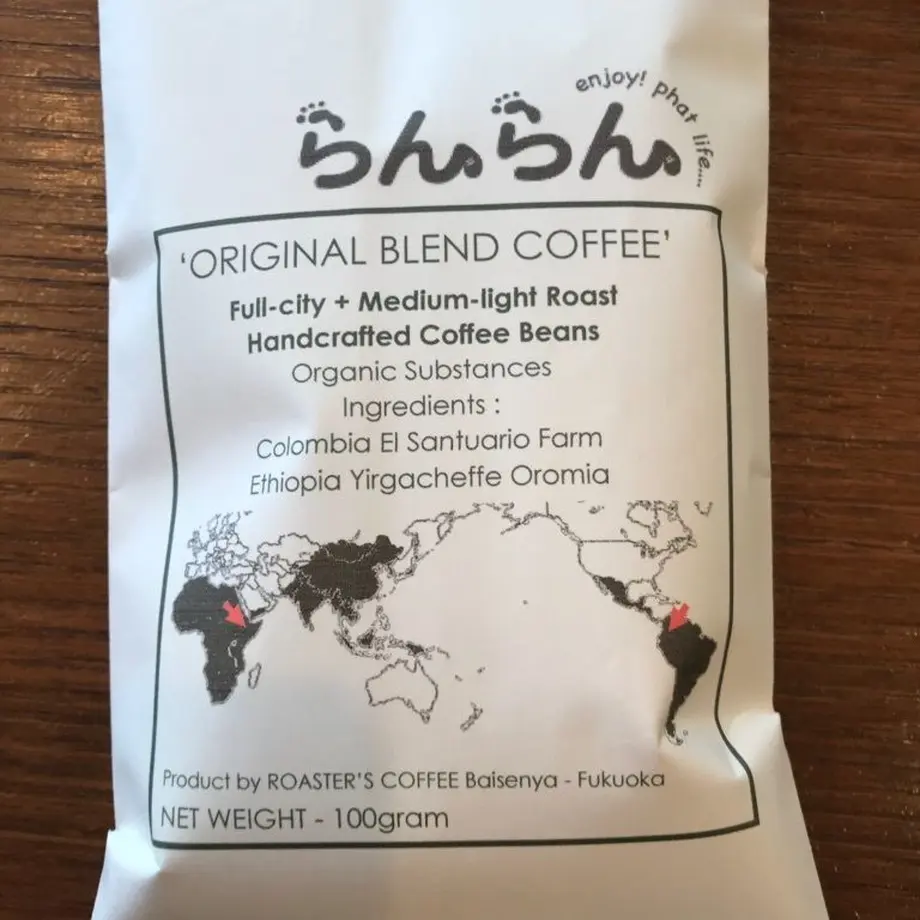 enjoy! phat life.....
らんらん
'ORIGINAL BLEND COFFEE'
Full-city + Medium-light Roast
Handcrafted Coffee Beans
Organic Substances
Ingredients :
Colombia El Santuario Farm
Ethiopia Yirgacheffe Oromia
Product by ROASTER'S COFFEE Baisenya - Fukuoka
NET WEIGHT - 100gram